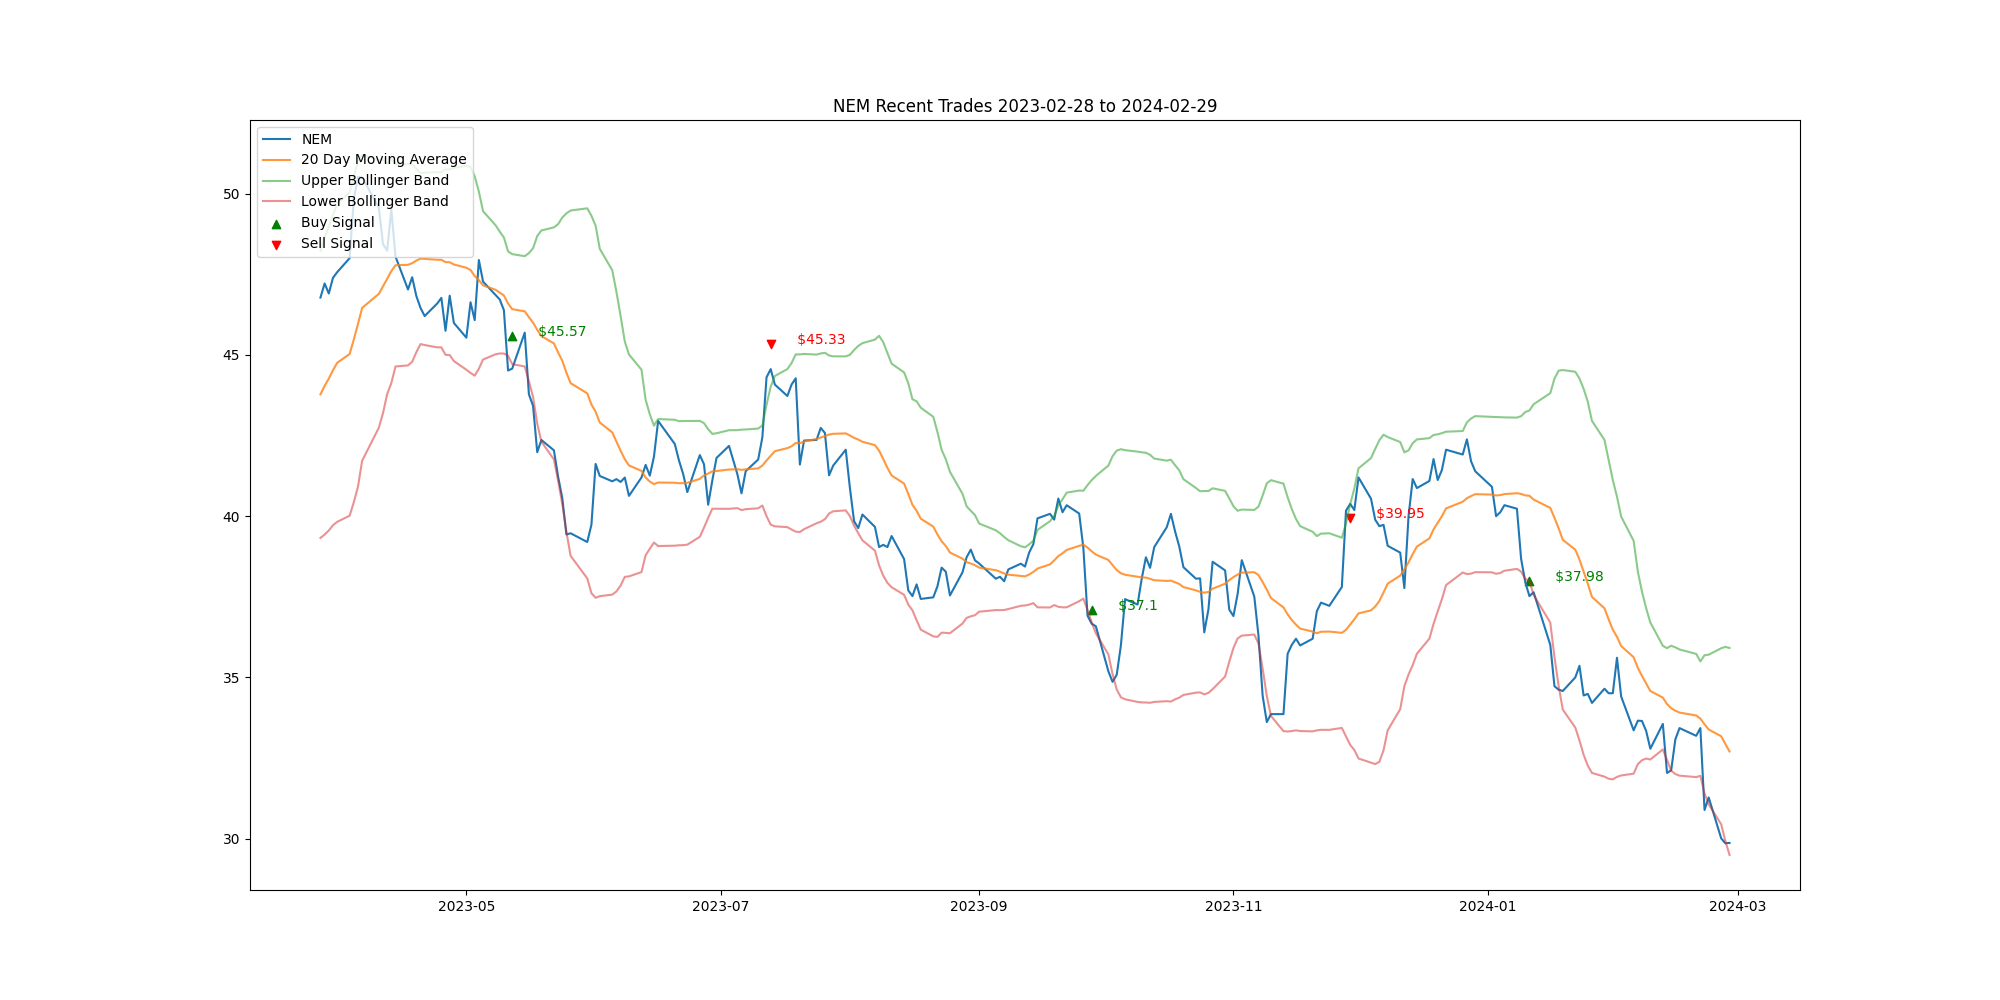 NEM Recent Trades 2023-02-28 to 2024-02-29
NEM
20 Day Moving Average
Upper Bollinger Band
Lower Bollinger Band
Buy Signal
Sell Signal
50
45
40
35
30
$45.57
$45.33
$37.1
$39.95
$37.98
2023-05
2023-07
2023-09
2023-11
2024-01
2024-03